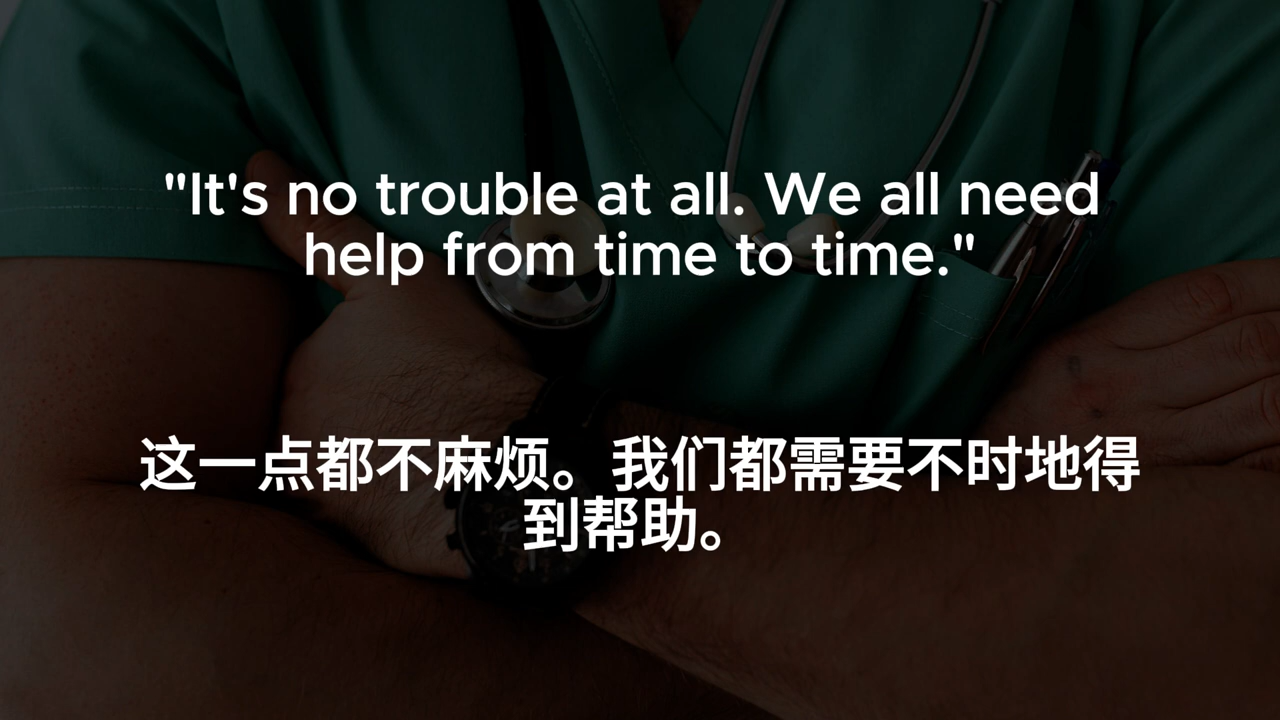 "It's no trouble at all. We all need
help from time to time."
这一点都不麻烦。我们都需要不时地得
到帮助。